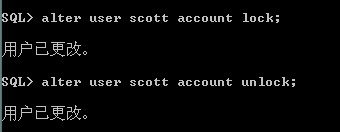 SQL> alter user scott account lock;
用户已更改。
SQL> alter user scott account unlock;
用户已更改。